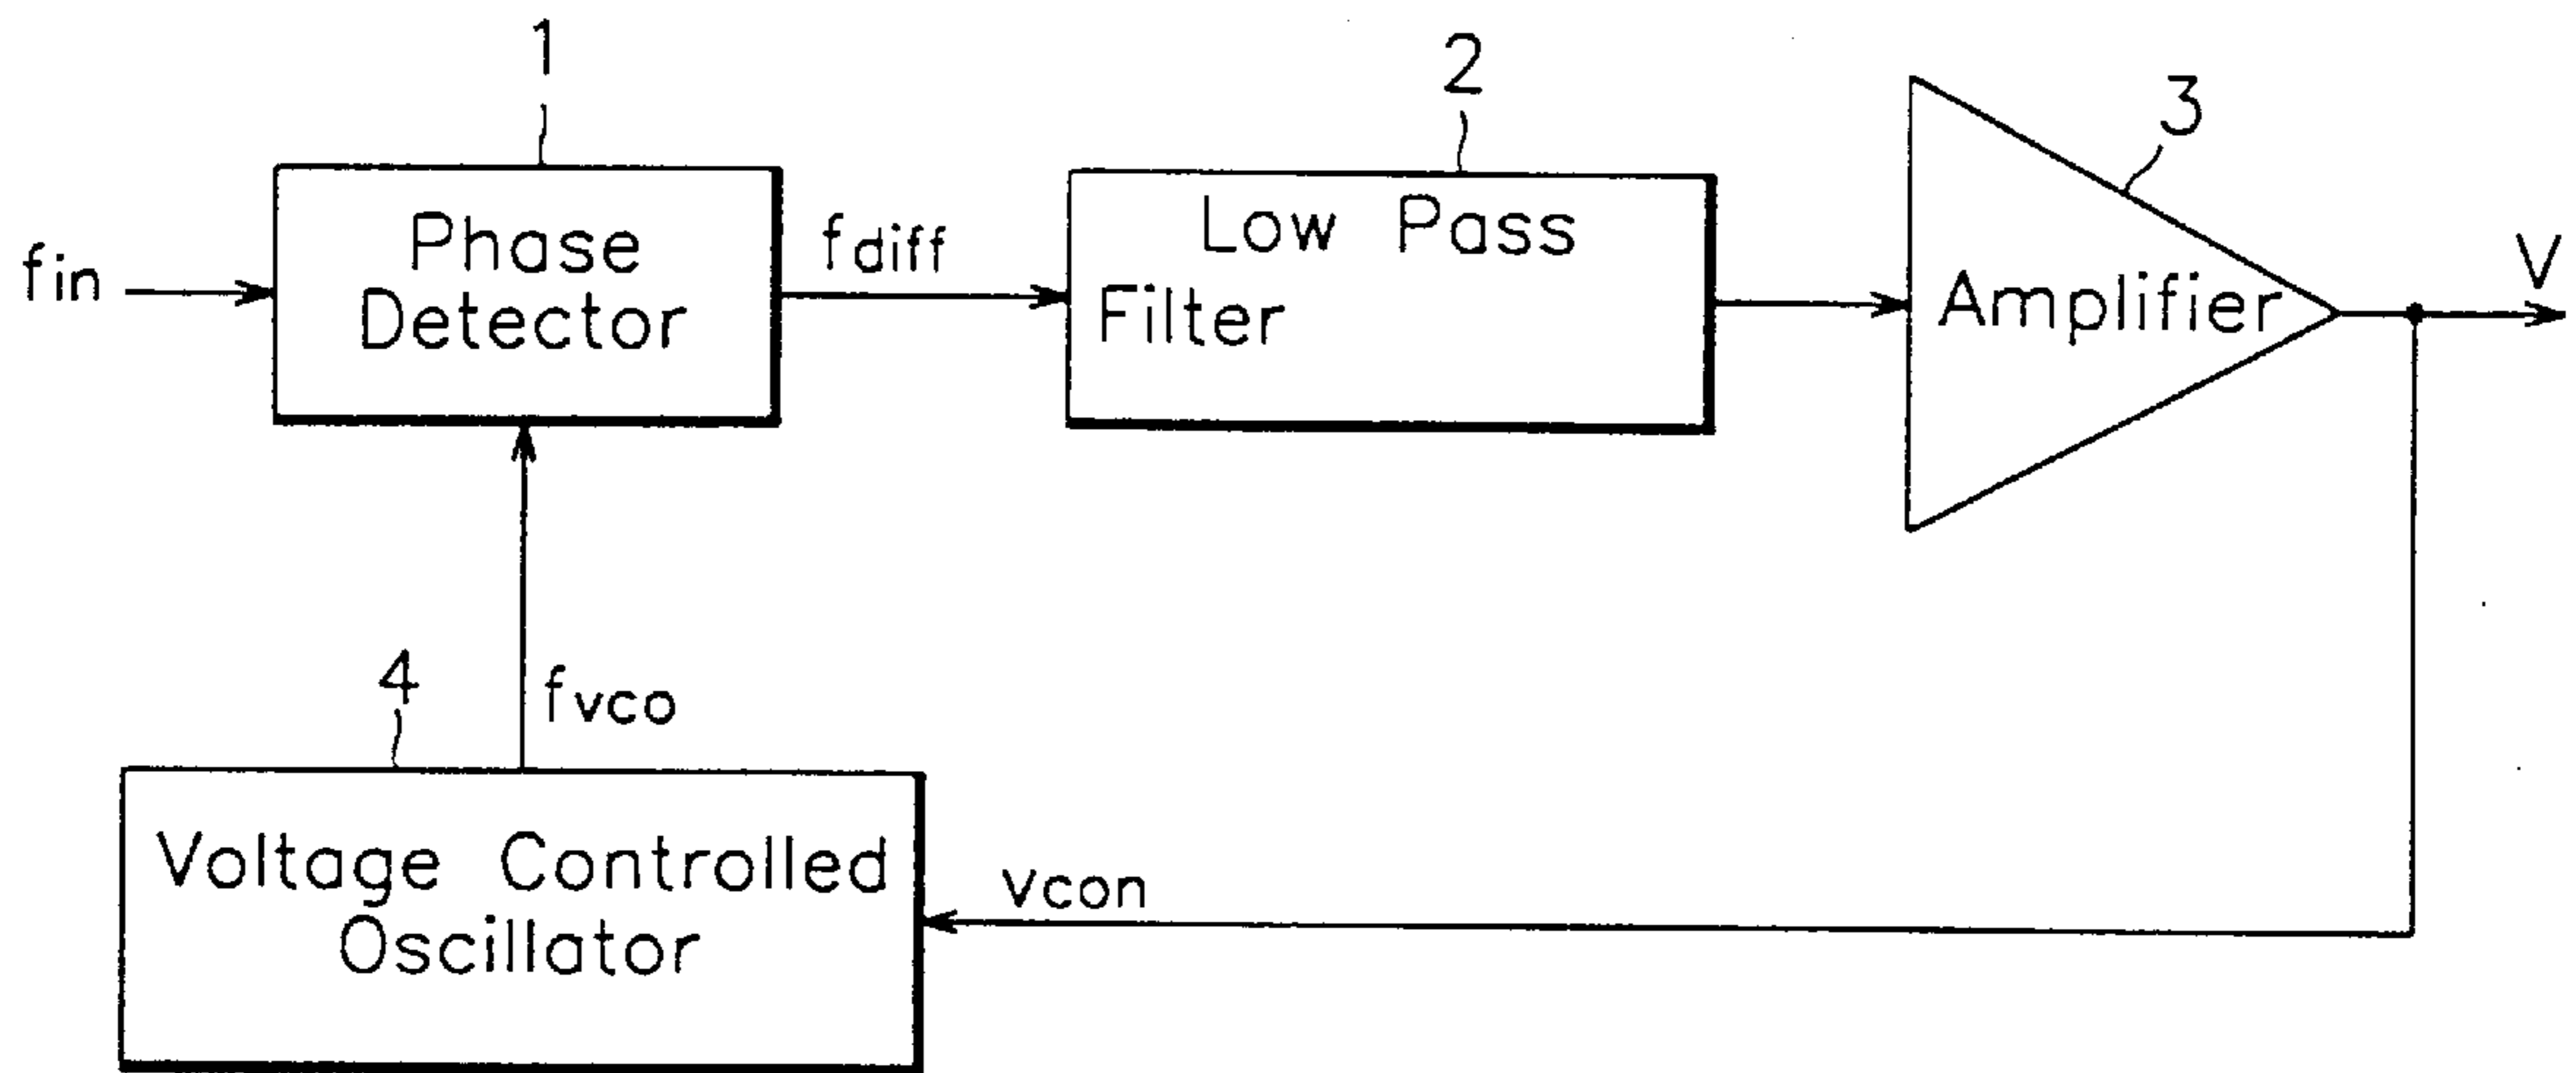 1
2
3
fin
Phase
Detector
fdiff
Low Pass
Filter
Amplifier
V
4
fvco
Voltage Controlled
Oscillator
vcon